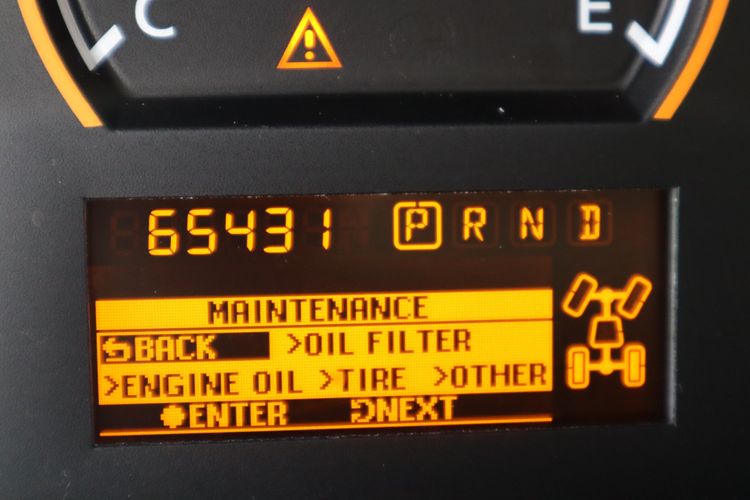 C E
65431 P R N D
MAINTENANCE
BACK >OIL FILTER
>ENGINE OIL >TIRE >OTHER
ENTER NEXT